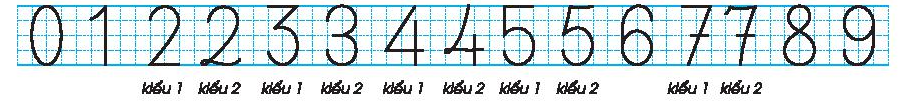 0 1 2 2 3 3 4 4 5 5 6 7 7 8 9
kiểu 1 kiểu 2 kiểu 1 kiểu 2 kiểu 1 kiểu 2 kiểu 1 kiểu 2 kiểu 1 kiểu 2